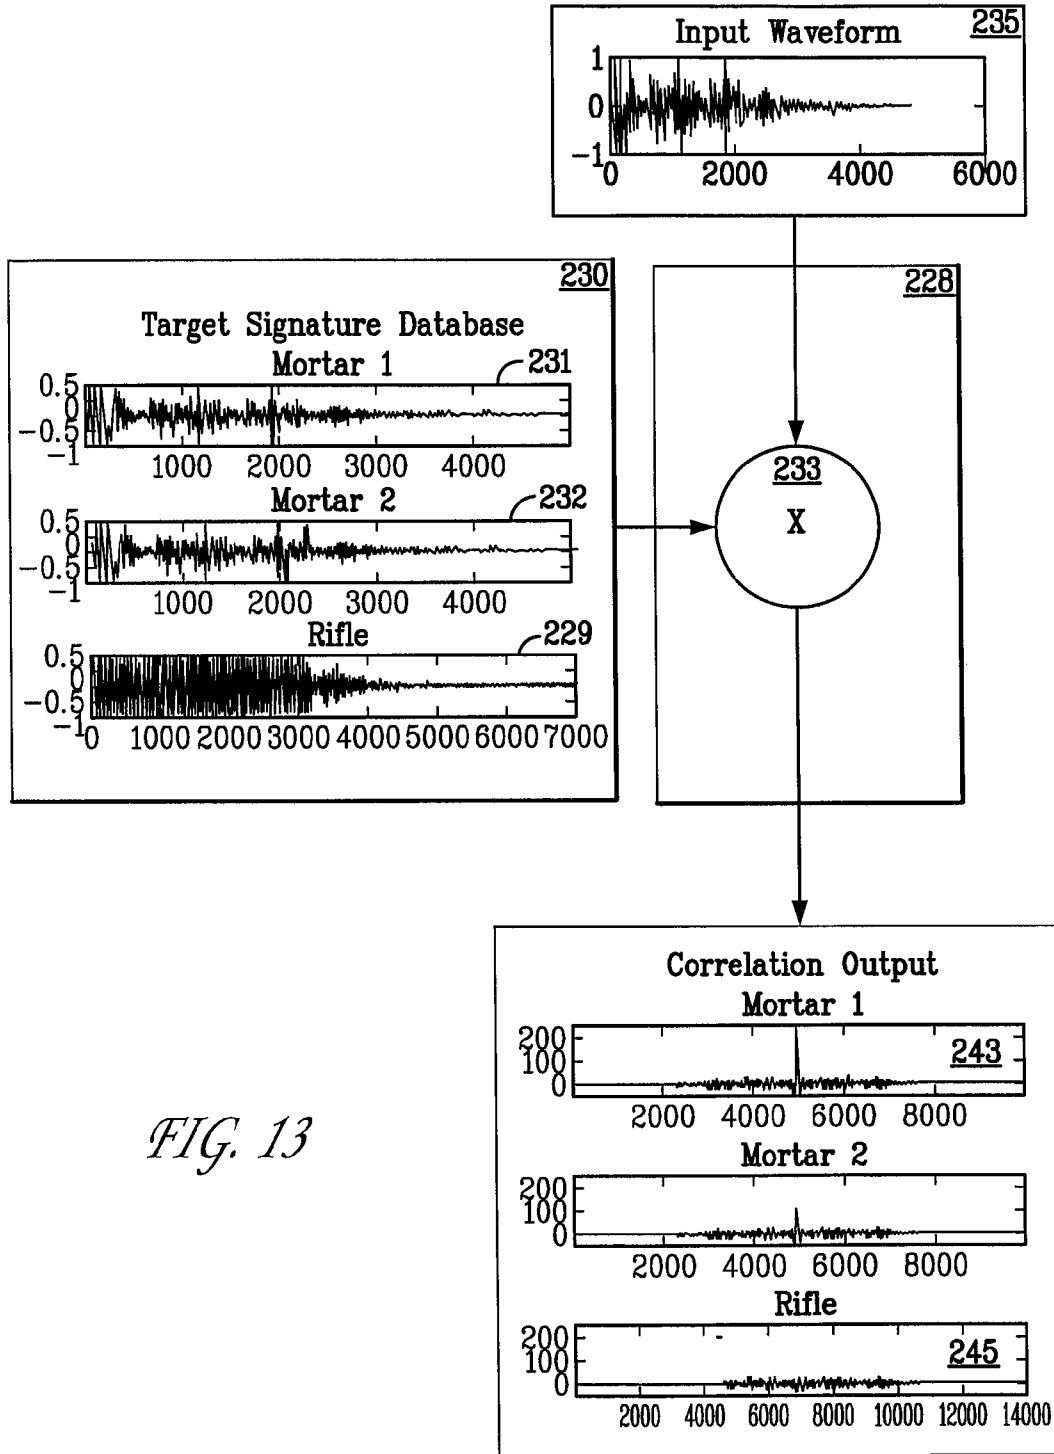 235
Input Waveform
1
0
-1
0 2000 4000 6000
230
Target Signature Database
Mortar 1
231
0.5
0
-0.5
-1
1000 2000 3000 4000
Mortar 2
232
0.5
0
-0.5
-1
1000 2000 3000 4000
Rifle
229
0.5
0
-0.5
-1
0 1000 2000 3000 4000 5000 6000 7000
228
233
X
Correlation Output
Mortar 1
200
100
0
243
2000 4000 6000 8000
Mortar 2
200
100
0
2000 4000 6000 8000
Rifle
200
100
0
245
2000 4000 6000 8000 10000 12000 14000
FIG. 13